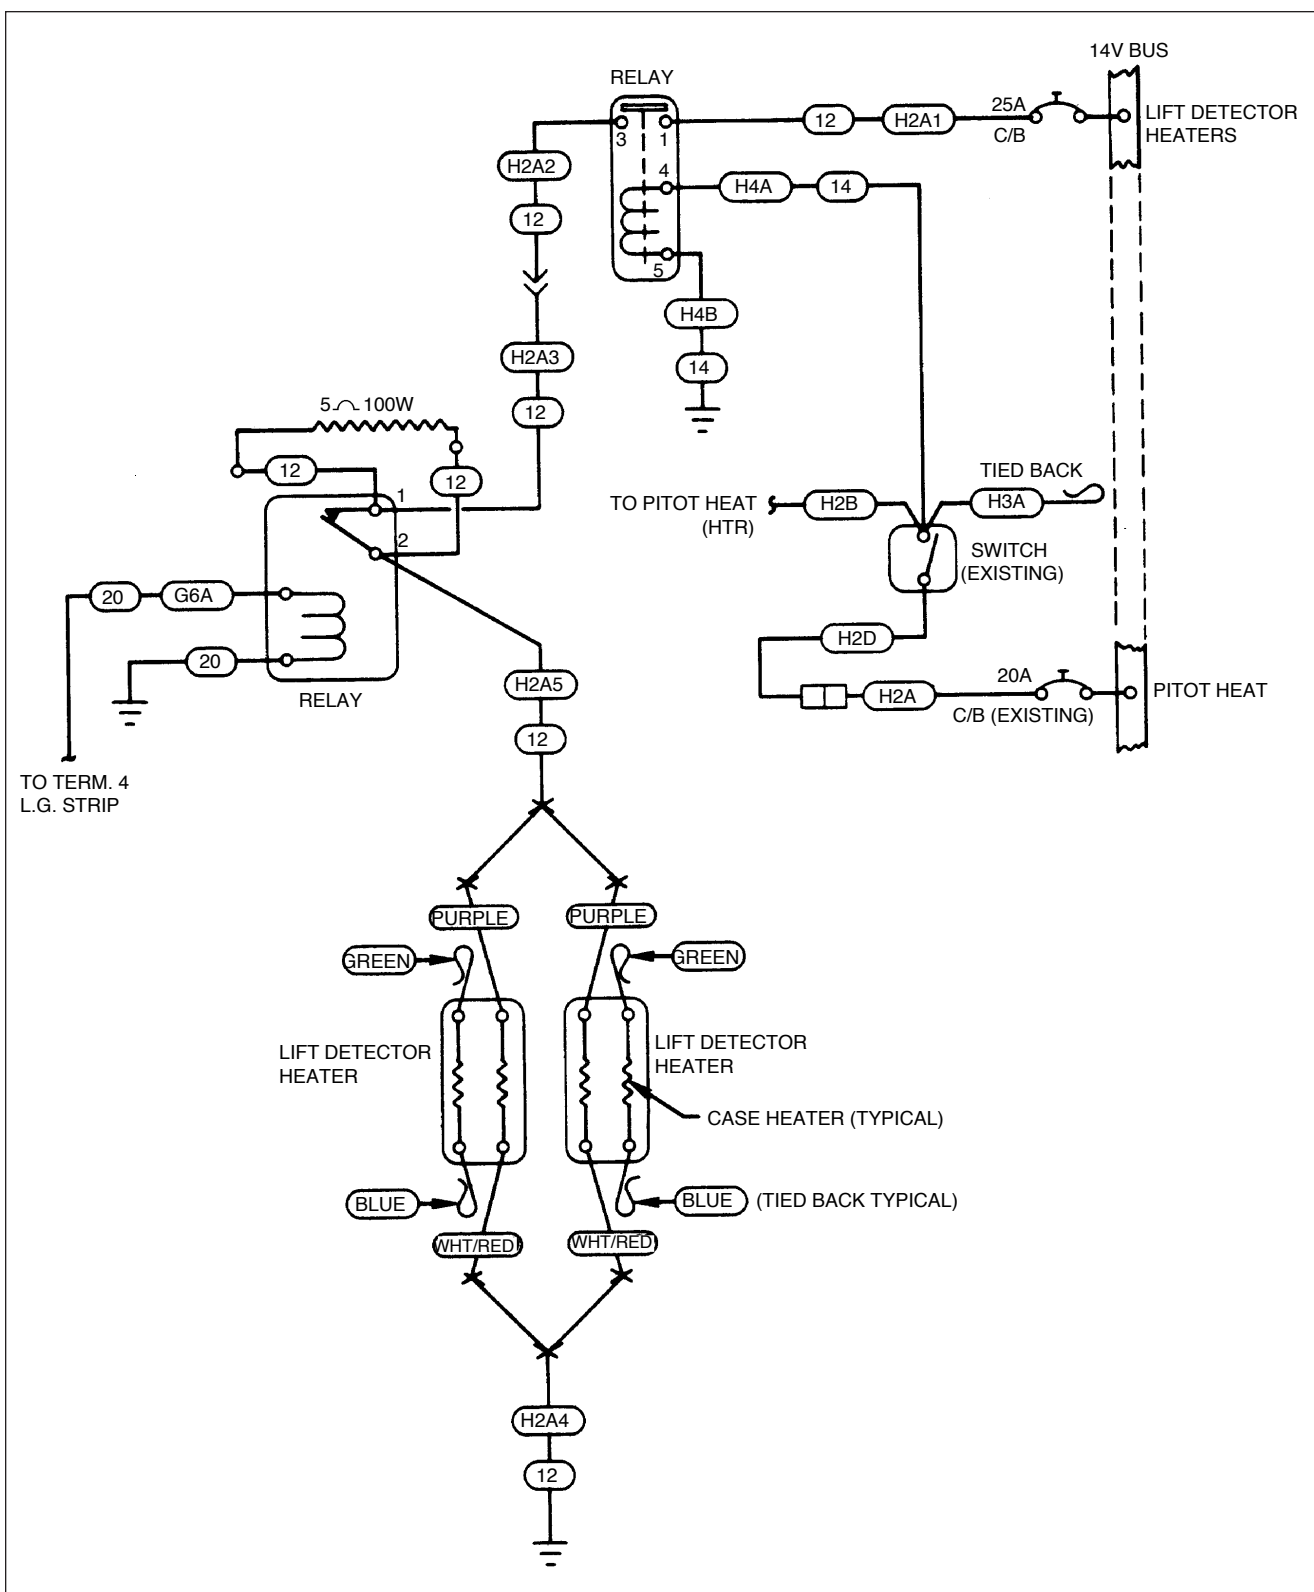 14V BUS
RELAY
25A
C/B
LIFT DETECTOR
HEATERS
12
H2A1
3
1
H2A2
4
H4A
14
12
5
H4B
H2A3
14
12
5 100W
12
12
1
2
TIED BACK
TO PITOT HEAT
(HTR)
H2B
H3A
SWITCH
(EXISTING)
20
G6A
20
RELAY
H2D
H2A5
H2A
20A
C/B (EXISTING)
PITOT HEAT
12
TO TERM. 4
L.G. STRIP
PURPLE
PURPLE
GREEN
GREEN
LIFT DETECTOR
HEATER
LIFT DETECTOR
HEATER
CASE HEATER (TYPICAL)
BLUE
BLUE
(TIED BACK TYPICAL)
WHT/RED
WHT/RED
H2A4
12